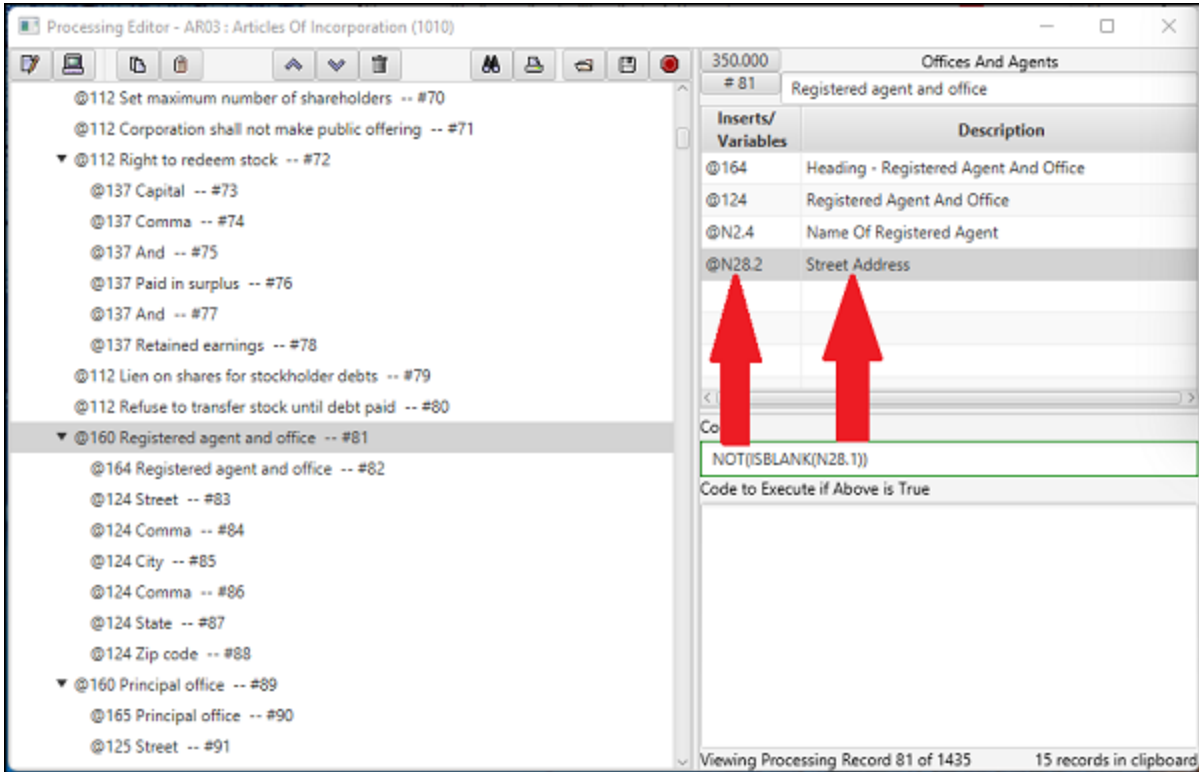 Processing Editor - AR03 : Articles Of Incorporation (1010)
@112 Set maximum number of shareholders -- #70
@112 Corporation shall not make public offering -- #71
@112 Right to redeem stock -- #72
@137 Capital -- #73
@137 Comma -- #74
@137 And -- #75
@137 Paid in surplus -- #76
@137 And -- #77
@137 Retained earnings -- #78
@112 Lien on shares for stockholder debts -- #79
@112 Refuse to transfer stock until debt paid -- #80
@160 Registered agent and office -- #81
@164 Registered agent and office -- #82
@124 Street -- #83
@124 Comma -- #84
@124 City -- #85
@124 Comma -- #86
@124 State -- #87
@124 Zip code -- #88
@160 Principal office -- #89
@165 Principal office -- #90
@125 Street -- #91
350.000 Offices And Agents
# 81 Registered agent and office
Inserts/
Variables Description
@164 Heading - Registered Agent And Office
@124 Registered Agent And Office
@N2.4 Name Of Registered Agent
@N28.2 Street Address
NOT(ISBLANK(N28.1))
Code to Execute if Above is True
Viewing Processing Record 81 of 1435 15 records in clipboard